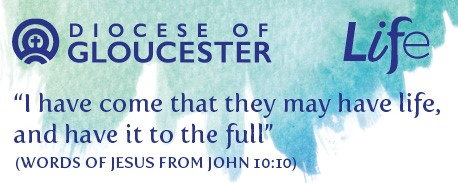 DIOCESE OF
GLOUCESTER
Life
“I have come that they may have life,
and have it to the full”
(WORDS OF JESUS FROM JOHN 10:10)